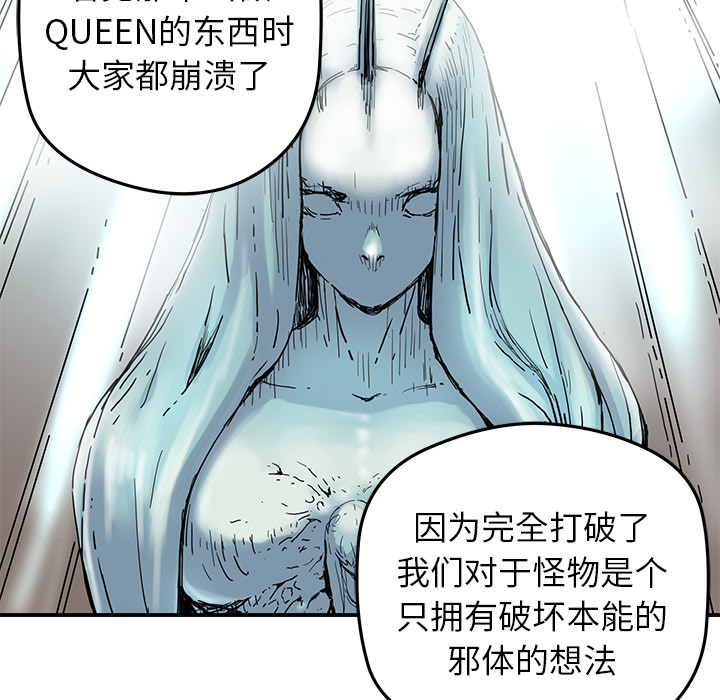 QUEEN的东西时
大家都崩溃了
因为完全打破了
我们对于怪物是个
只拥有破坏本能的
邪体的想法